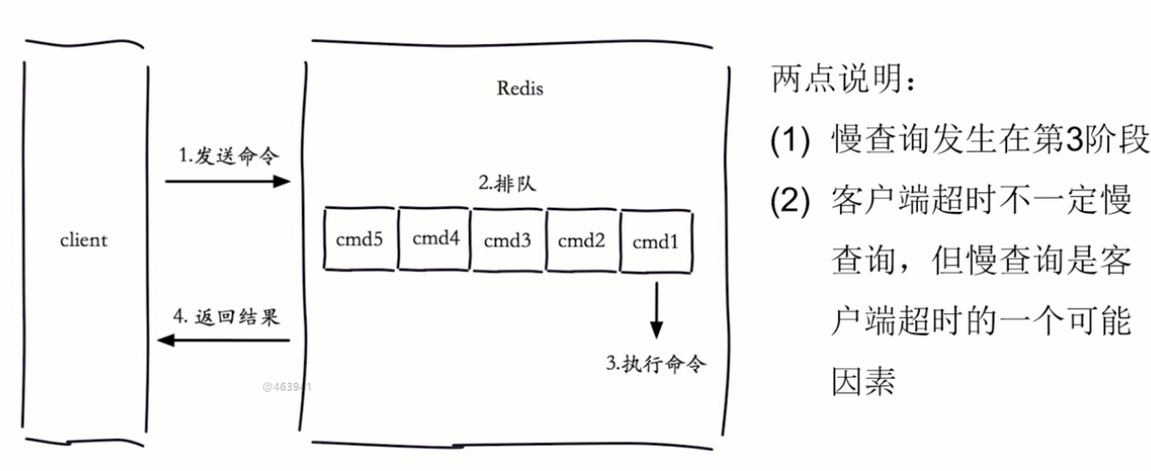 Redis
1.发送命令
2.排队
client
cmd5 cmd4 cmd3 cmd2 cmd1
4. 返回结果
3.执行命令
@463941
两点说明：
(1) 慢查询发生在第3阶段
(2) 客户端超时不一定慢
查询，但慢查询是客
户端超时的一个可能
因素